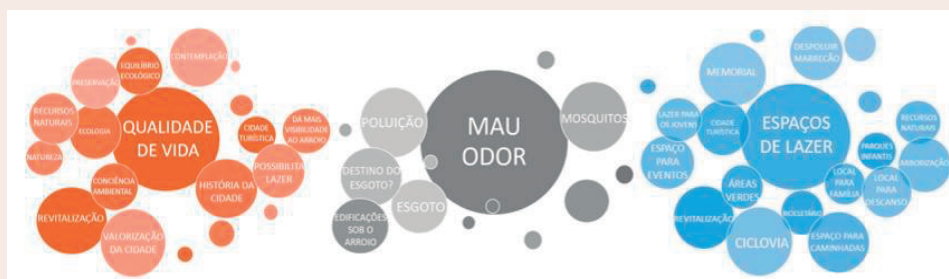 CONTEMPLAÇÃO
EQUILÍBRIO
ECOLÓGICO
PRESERVAÇÃO
RECURSOS
NATURAIS
ECOLOGIA
QUALIDADE
DE VIDA
CIDADE
TURÍSTICA
DÁ MAIS
VISIBILIDADE
AO ARROIO
NATUREZA
POSSIBILITA
LAZER
CONCIÊNCIA
AMBIENTAL
HISTÓRIA DA
CIDADE
REVITALIZAÇÃO
VALORIZAÇÃO
DA CIDADE
POLUIÇÃO
MAU
ODOR
MOSQUITOS
DESTINO DO
ESGOTO?
ESGOTO
EDIFICAÇÕES
SOB O
ARROIO
DESPOLUIR
MARRECÃO
MEMORIAL
LAZER PARA
OS JOVENS
CIDADE
TURÍSTICA
ESPAÇOS
DE LAZER
RECURSOS
NATURAIS
ESPAÇO
PARA
EVENTOS
PARQUES
INFANTIS
ARBORIZAÇÃO
ÁREAS
VERDES
LOCAL
PARA
FAMÍLIA
LOCAL
PARA
DESCANSO
REVITALIZAÇÃO
BICICLETÁRIO
CICLOVIA
ESPAÇO PARA
CAMINHADAS